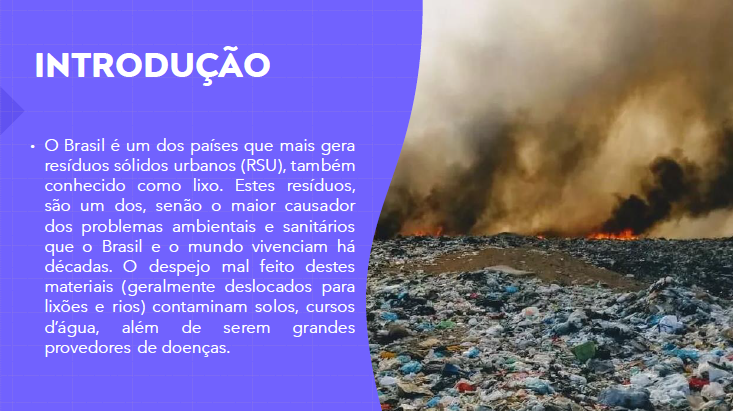 INTRODUÇÃO
• O Brasil é um dos países que mais gera
resíduos sólidos urbanos (RSU), também
conhecido como lixo. Estes resíduos,
são um dos, senão o maior causador
dos problemas ambientais e sanitários
que o Brasil e o mundo vivenciam há
décadas. O despejo mal feito destes
materiais (geralmente deslocados para
lixões e rios) contaminam solos, cursos
d’água, além de serem grandes
provedores de doenças.